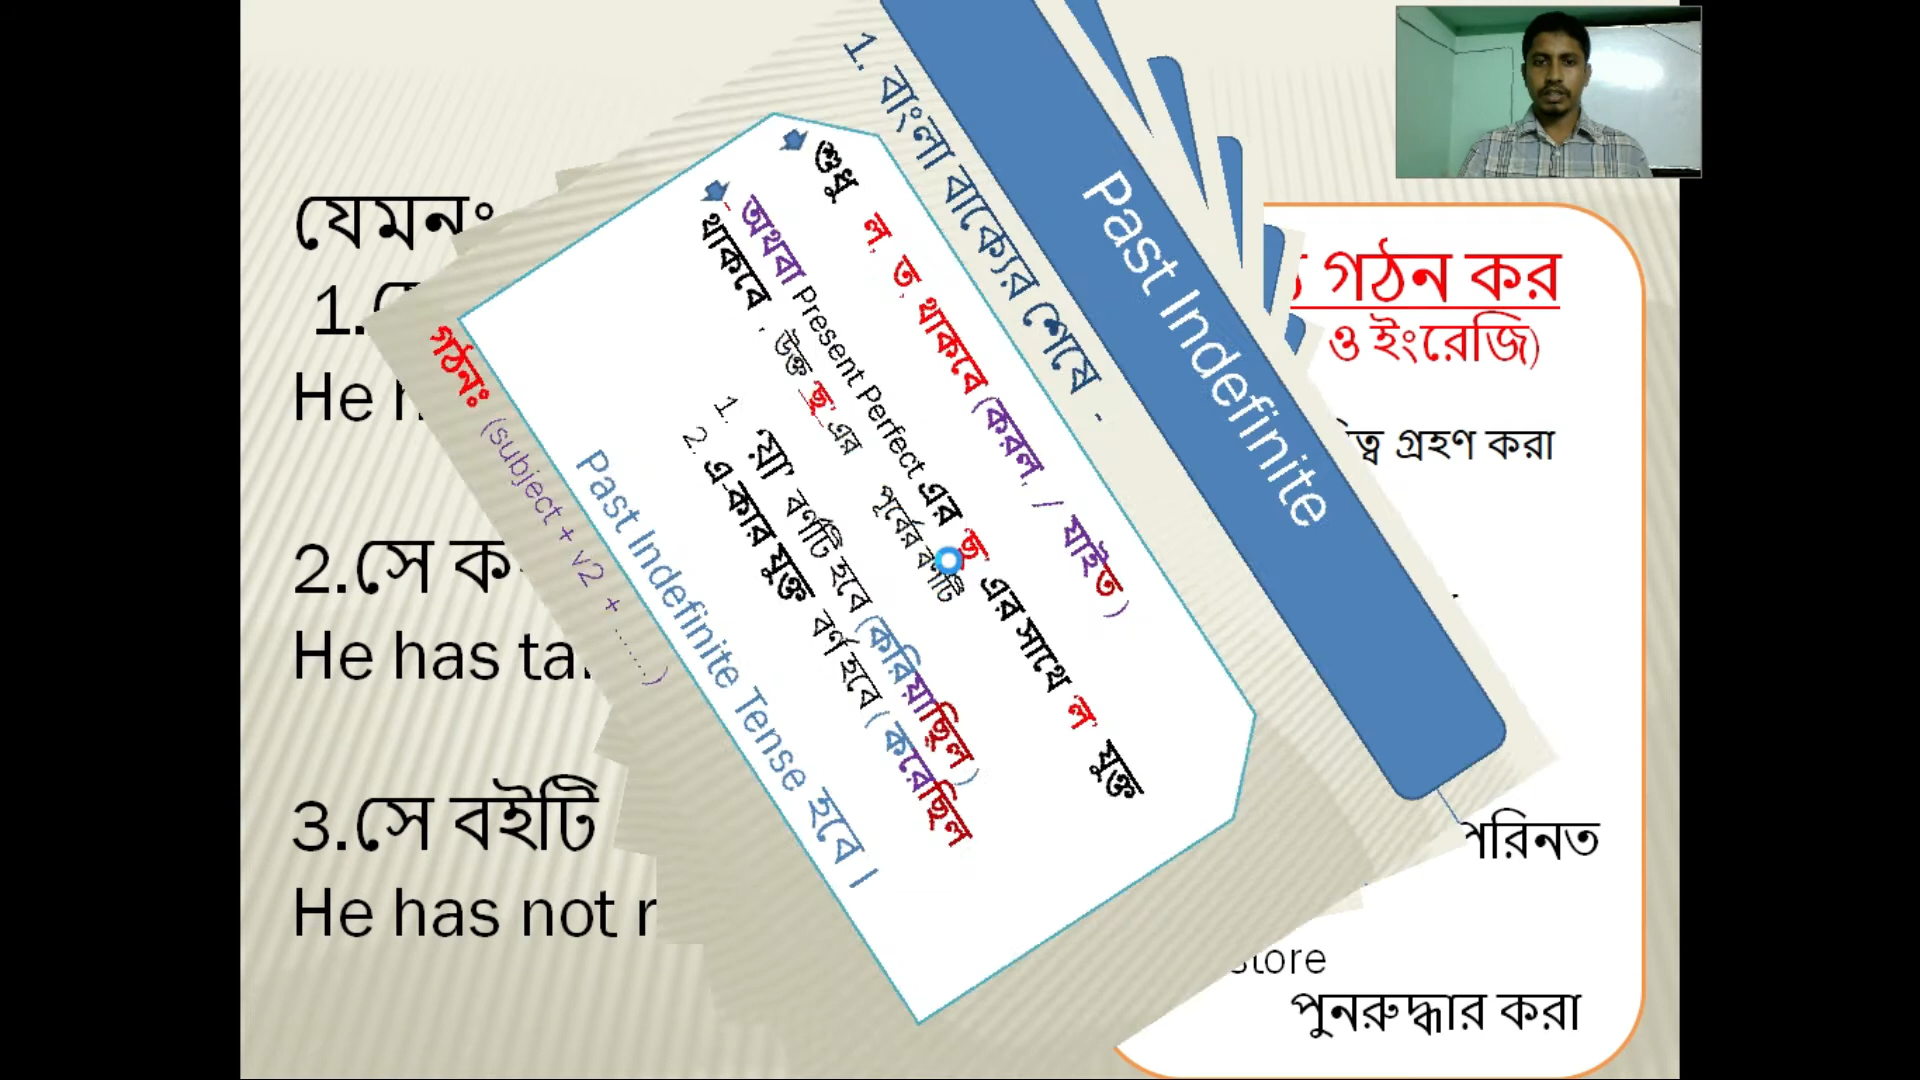 যেমনঃ
1.
He
2.সে
He has
3.সে বইটি
He has not
Past Indefinite
1. বাংলা বাক্যের শেষে -
শুধু ল, ত, থাকবে (করল, / যাইত)
অথবা Present Perfect এর ছ' এর সাথে ল' যুক্ত
থাকবে , উক্ত ছ' এর পূর্বের বর্ণটি
1. 'য়া' বর্ণটি হবে (করিয়াছিল)
2. এ-কার যুক্ত বর্ণ হবে (করেছিল
Past Indefinite Tense হবে।
গঠনঃ (subject + v2 + ........)
গঠন কর
ও ইংরেজি)
গ্রহণ করা
পরিনত
পুনরুদ্ধার করা